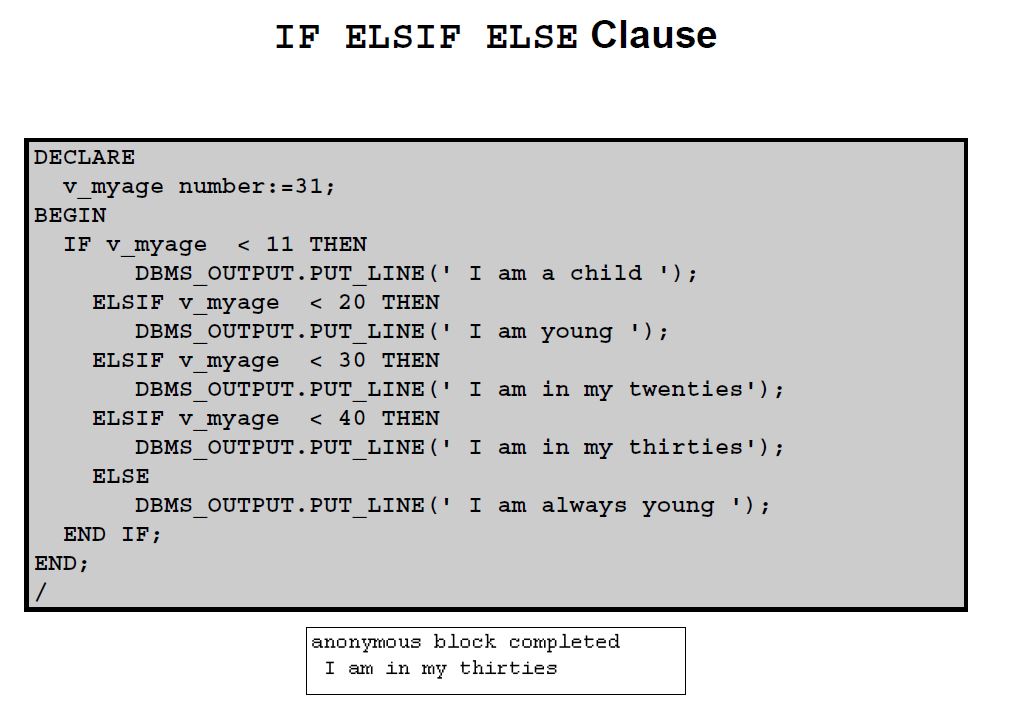 IF ELSIF ELSE Clause
DECLARE
  v_myage number:=31;
BEGIN
  IF v_myage  < 11 THEN
       DBMS_OUTPUT.PUT_LINE(' I am a child ');
    ELSIF v_myage  < 20 THEN
       DBMS_OUTPUT.PUT_LINE(' I am young ');
    ELSIF v_myage  < 30 THEN
       DBMS_OUTPUT.PUT_LINE(' I am in my twenties');
    ELSIF v_myage  < 40 THEN
       DBMS_OUTPUT.PUT_LINE(' I am in my thirties');
    ELSE
       DBMS_OUTPUT.PUT_LINE(' I am always young ');
  END IF;
END;
/
anonymous block completed
 I am in my thirties